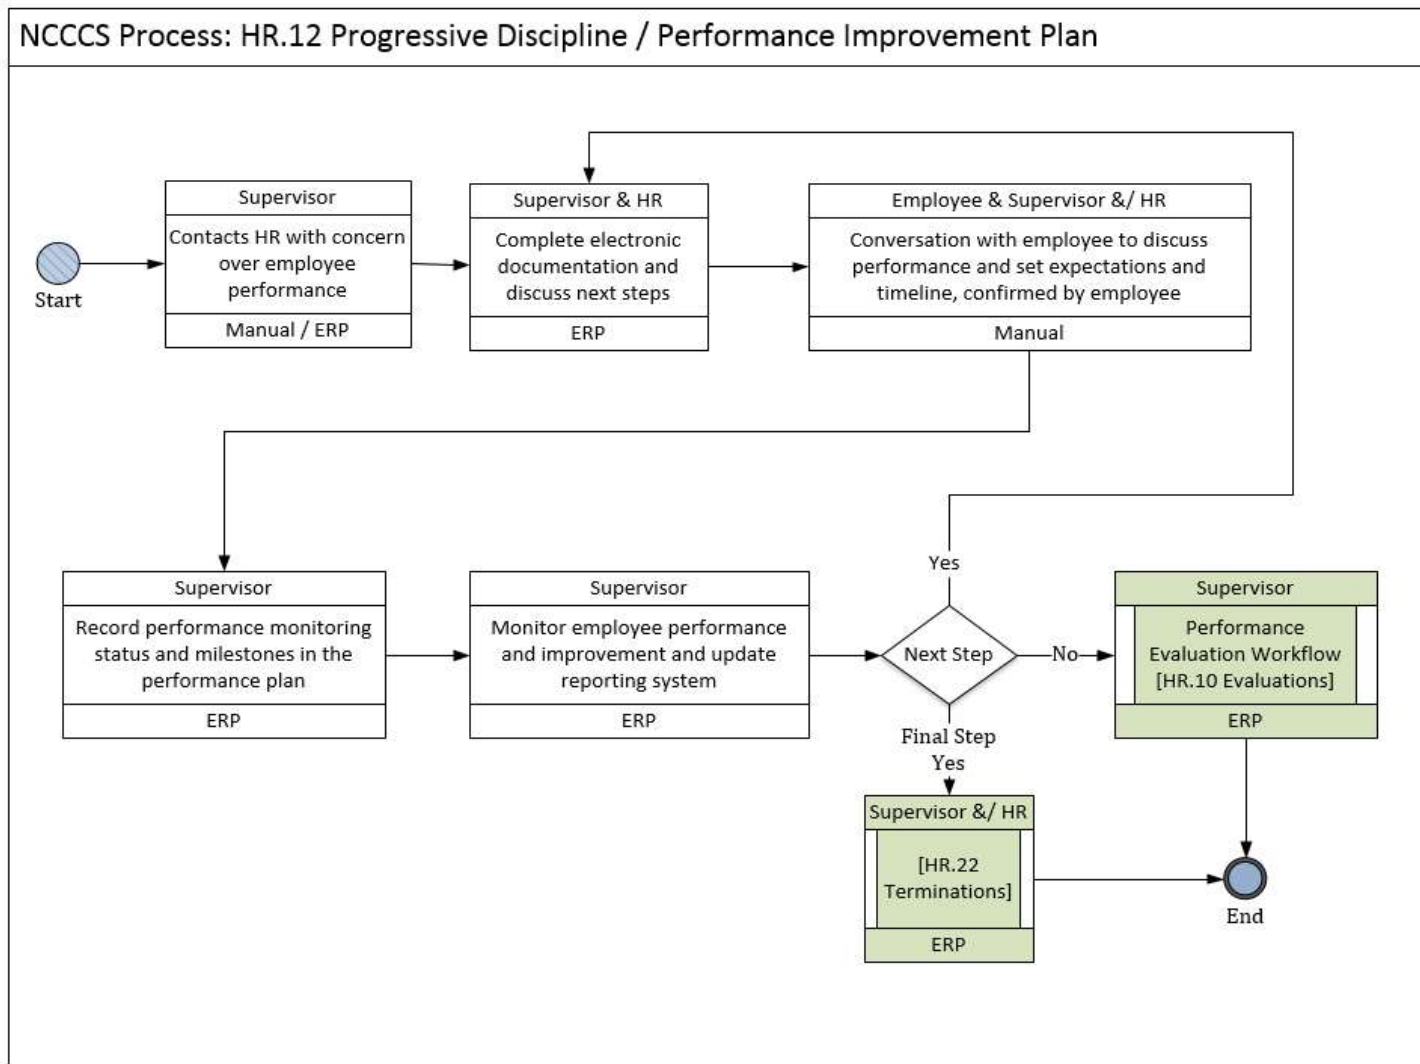 NCCCS Process: HR.12 Progressive Discipline / Performance Improvement Plan
Start
Supervisor
Contacts HR with concern
over employee
performance
Manual / ERP
Supervisor & HR
Complete electronic
documentation and
discuss next steps
ERP
Employee & Supervisor &/ HR
Conversation with employee to discuss
performance and set expectations and
timeline, confirmed by employee
Manual
Supervisor
Record performance monitoring
status and milestones in the
performance plan
ERP
Supervisor
Monitor employee performance
and improvement and update
reporting system
ERP
Yes
Next Step
No
Final Step
Yes
Supervisor
Performance
Evaluation Workflow
[HR.10 Evaluations]
ERP
Supervisor &/ HR
[HR.22
Terminations]
ERP
End